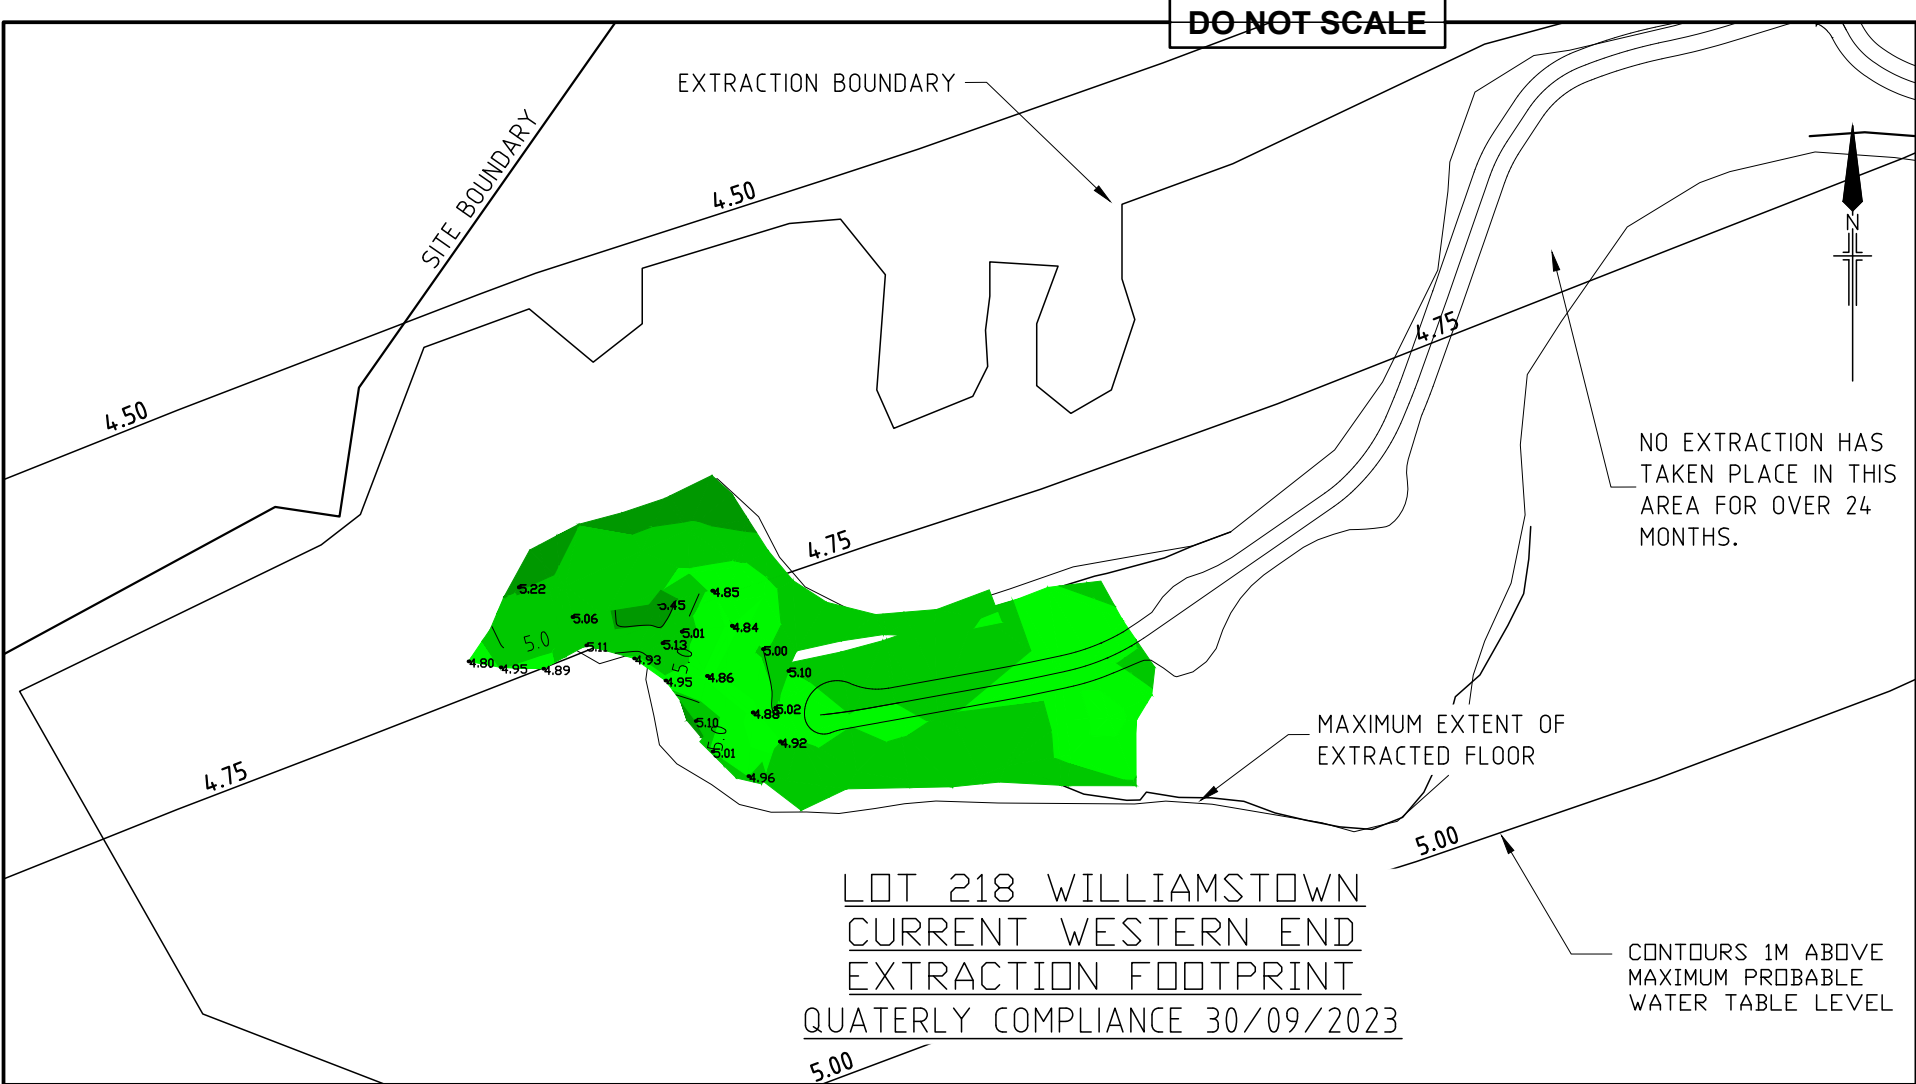 DO NOT SCALE
EXTRACTION BOUNDARY
SITE BOUNDARY
4.50
4.50
N
4.75
NO EXTRACTION HAS
TAKEN PLACE IN THIS
AREA FOR OVER 24
MONTHS.
4.75
5.22
4.85
5.45
5.06
4.84
5.01
5.0
5.13
5.11
5.00
4.93
5.0
4.80
4.95
4.89
5.10
4.86
4.95
5.02
4.88
5.10
5.0
4.92
5.01
4.96
MAXIMUM EXTENT OF
EXTRACTED FLOOR
4.75
5.00
LOT 218 WILLIAMSTOWN
CURRENT WESTERN END
EXTRACTION FOOTPRINT
QUATERLY COMPLIANCE 30/09/2023
CONTOURS 1M ABOVE
MAXIMUM PROBABLE
WATER TABLE LEVEL
5.00